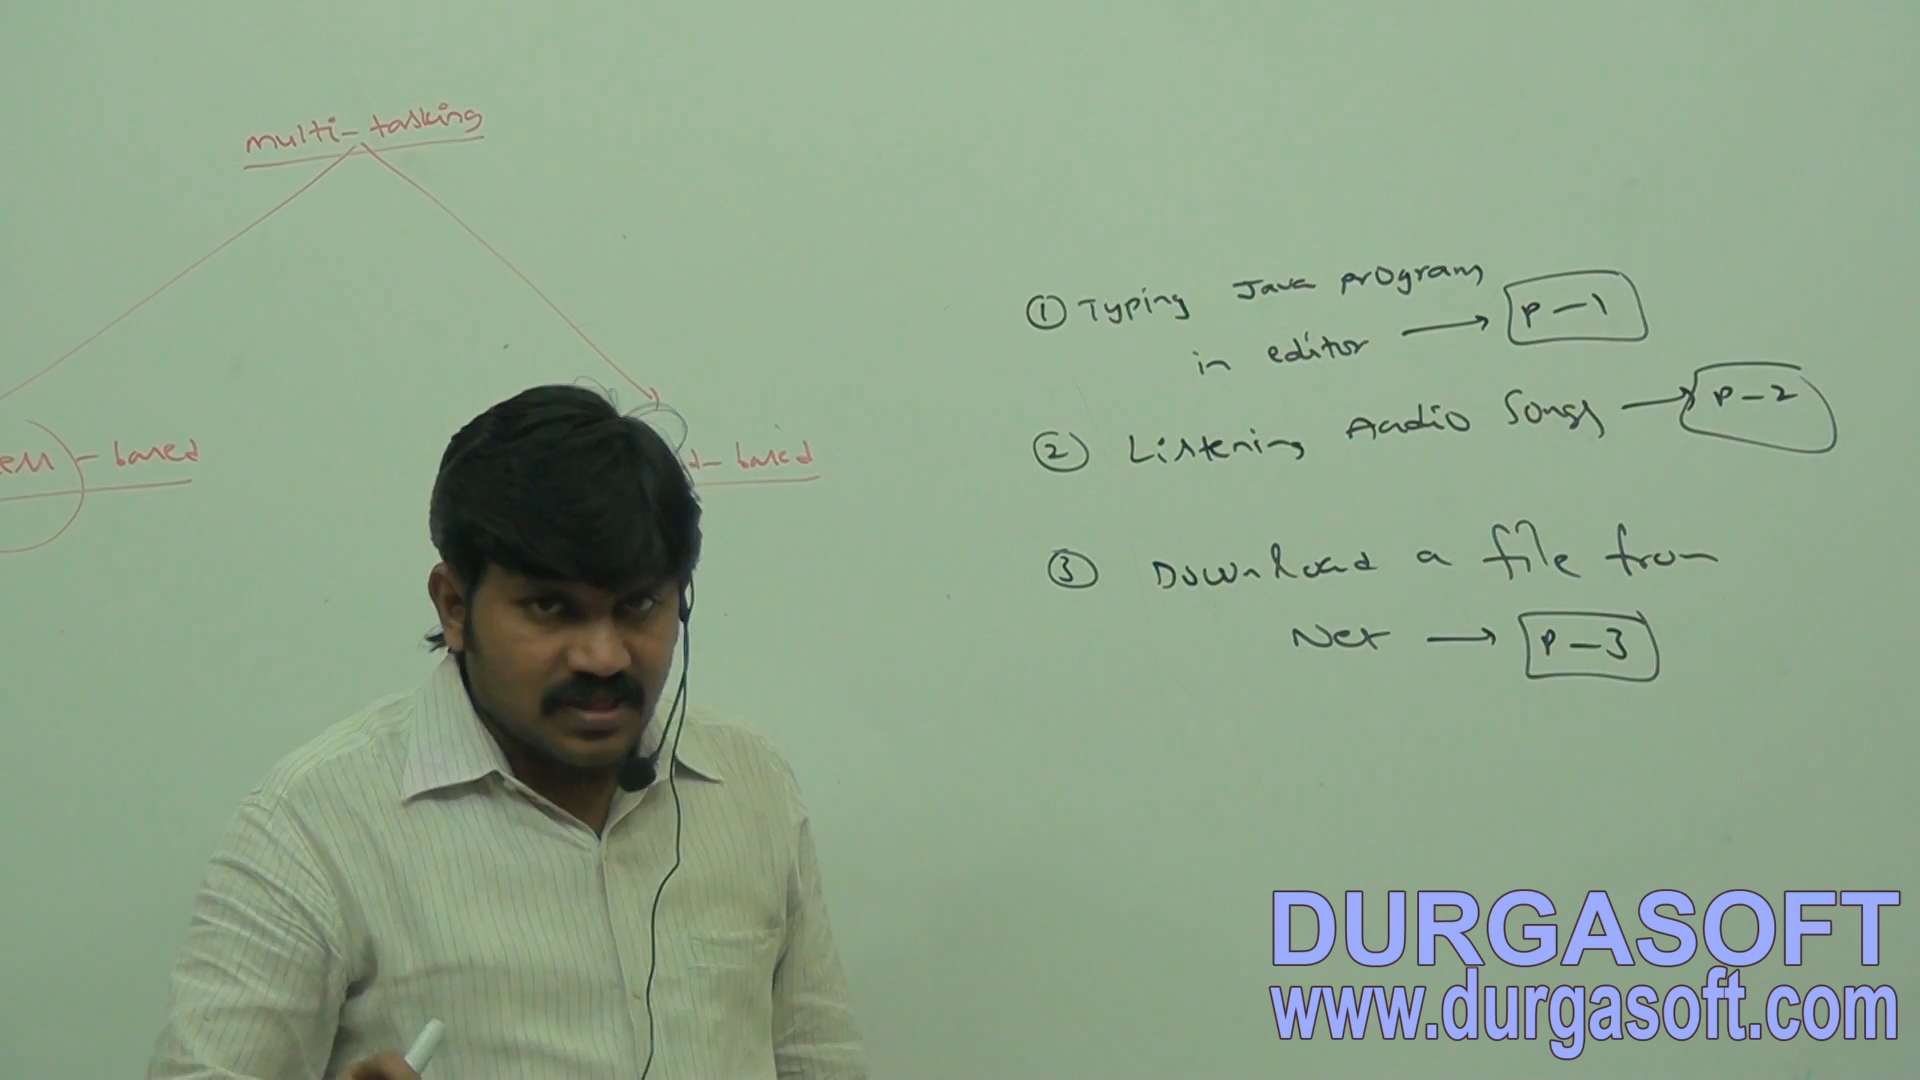 multi-tasking
- based
d- based
① Typing Java program
in editor → P-1
② Listening Audio Songs → P-2
③ Download a file from
Net → P-3
DURGASOFT
www.durgasoft.com